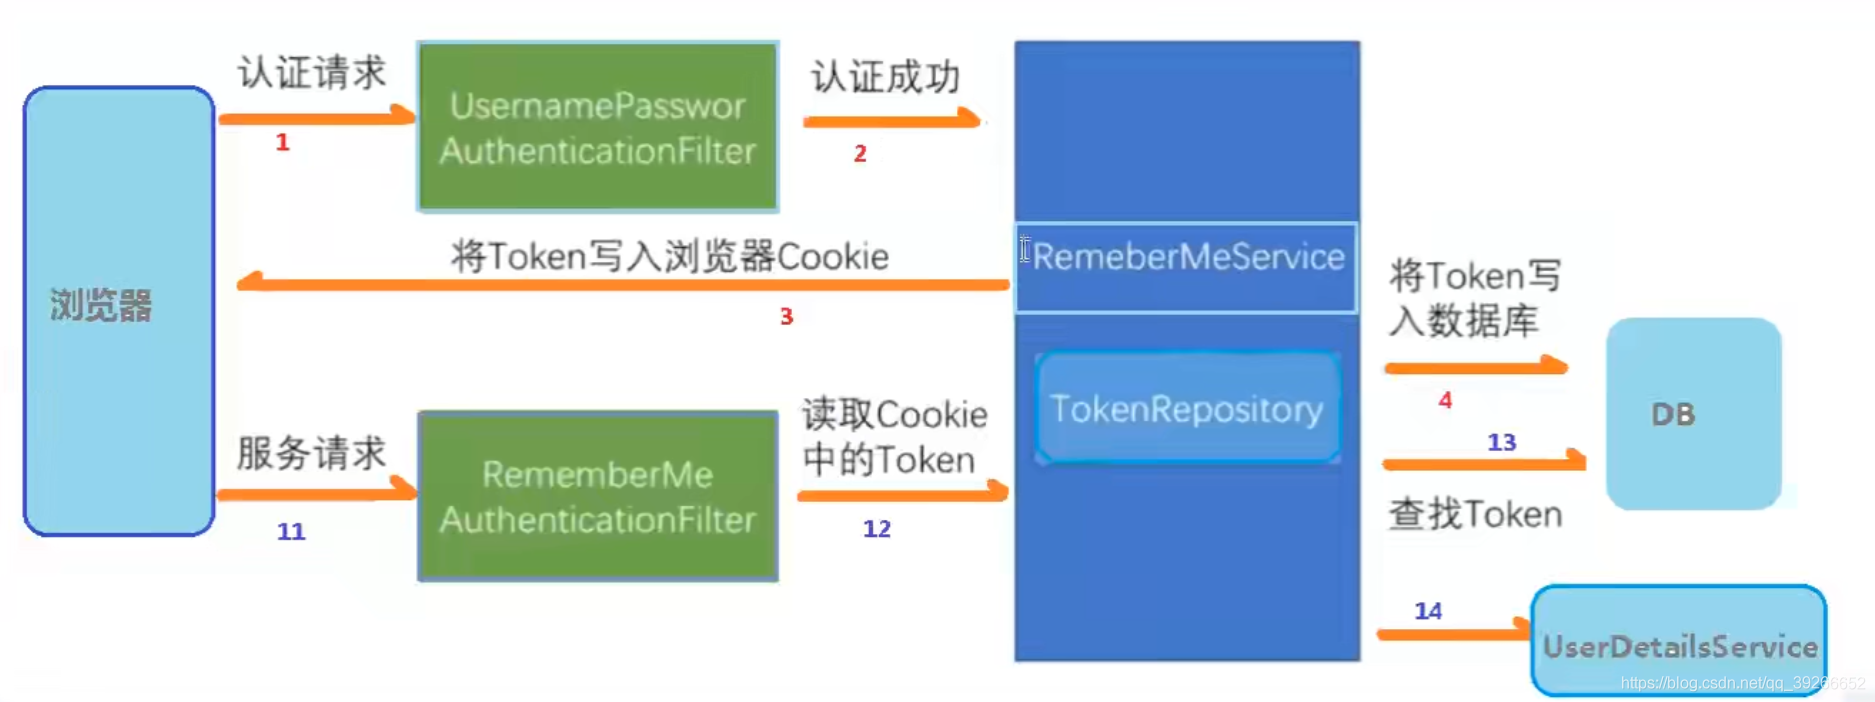 认证请求
1
UsernamePasswor
AuthenticationFilter
认证成功
2
浏览器
将Token写入浏览器Cookie
3
RemeberMeService
TokenRepository
将Token写
入数据库
4
13
查找Token
DB
服务请求
11
RememberMe
AuthenticationFilter
读取Cookie
中的Token
12
14
UserDetailsService
https://blog.csdn.net/qq_39266652